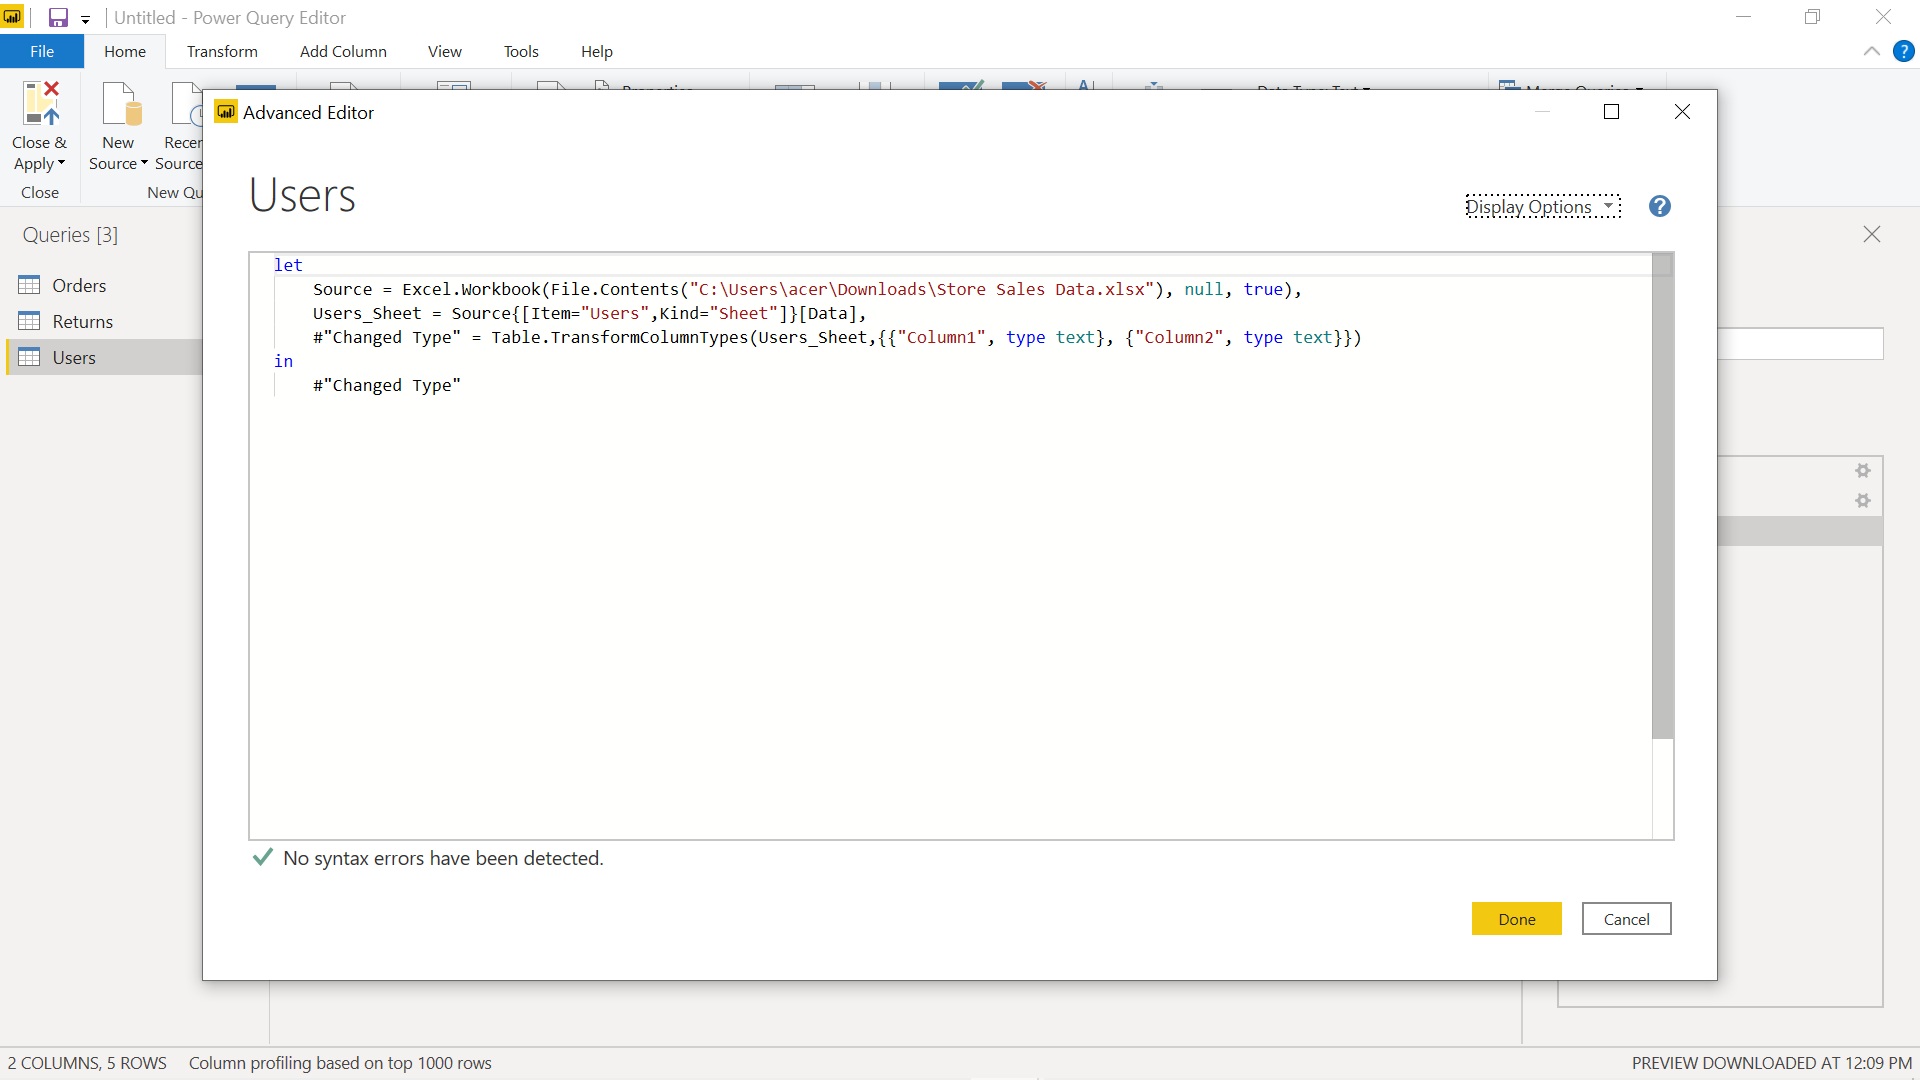 Untitled - Power Query Editor
File Home Transform Add Column View Tools Help
Close & Apply
New Source
Close
Advanced Editor
Users
Display Options
Queries [3]
Orders
Returns
Users
let
    Source = Excel.Workbook(File.Contents("C:\Users\acer\Downloads\Store Sales Data.xlsx"), null, true),
    Users_Sheet = Source{[Item="Users",Kind="Sheet"]}[Data],
    #"Changed Type" = Table.TransformColumnTypes(Users_Sheet,{{"Column1", type text}, {"Column2", type text}})
in
    #"Changed Type"
No syntax errors have been detected.
Done Cancel
2 COLUMNS, 5 ROWS Column profiling based on top 1000 rows PREVIEW DOWNLOADED AT 12:09 PM